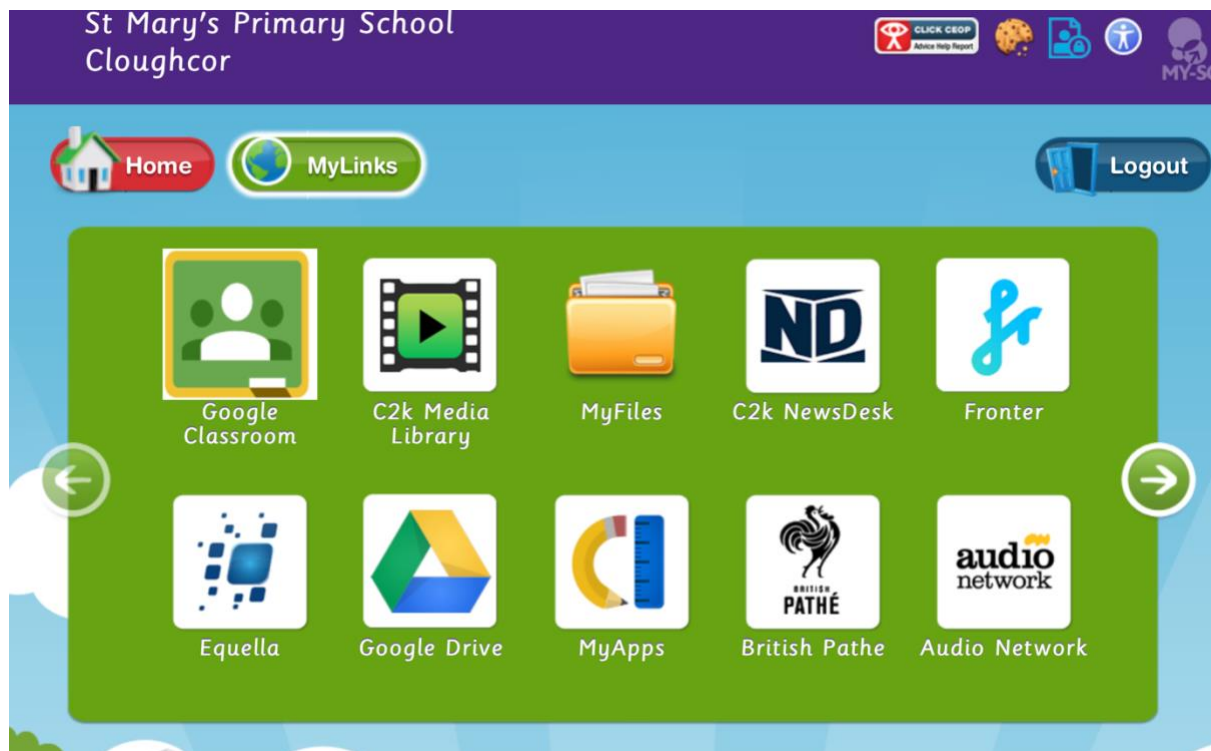 St Mary's Primary School
Cloughcor
CLICK CEOP
Advice Help Report
Home
MyLinks
Logout
ND
fr
Google
Classroom
C2k Media
Library
MyFiles
C2k NewsDesk
Fronter
BRITISH
PATHÉ
audio
network
Equella
Google Drive
MyApps
British Pathe
Audio Network